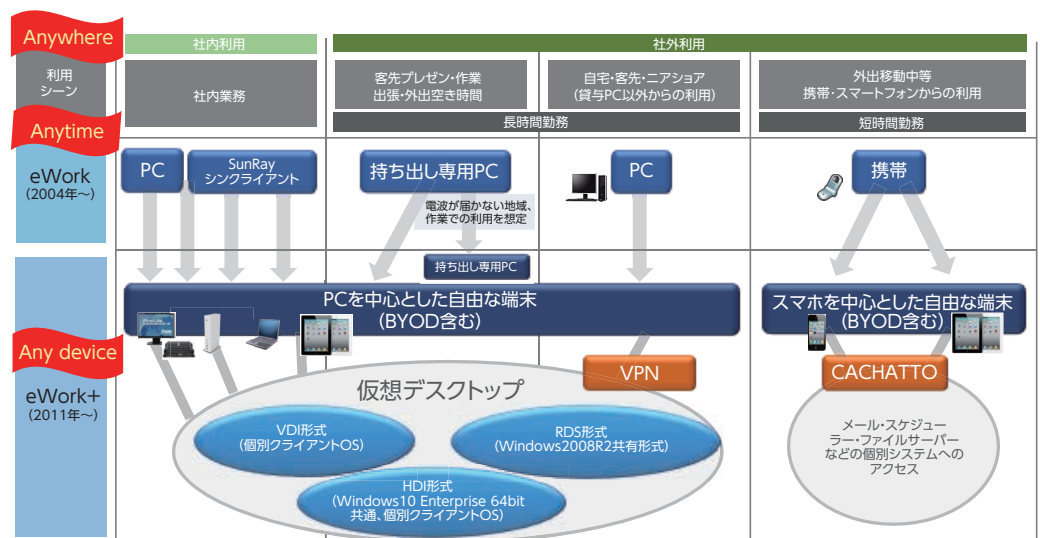 Anywhere
社内利用
社外利用
利用
シーン
社内業務
客先プレゼン・作業
出張・外出空き時間
自宅・客先・ニアショア
(貸与PC以外からの利用)
外出移動中等
携帯・スマートフォンからの利用
長時間勤務
短時間勤務
Anytime
eWork
(2004年~)
PC
SunRay
シンクライアント
持ち出し専用PC
PC
携帯
電波が届かない地域、
作業での利用を想定
持ち出し専用PC
PCを中心とした自由な端末
(BYOD含む)
スマホを中心とした自由な端末
(BYOD含む)
Any device
eWork+
(2011年~)
VPN
CACHATTO
仮想デスクトップ
VDI形式
(個別クライアントOS)
RDS形式
(Windows2008R2共有形式)
HDI形式
(Windows10 Enterprise 64bit
共通、個別クライアントOS)
メール・スケジュー
ラー・ファイルサーバー
などの個別システムへの
アクセス